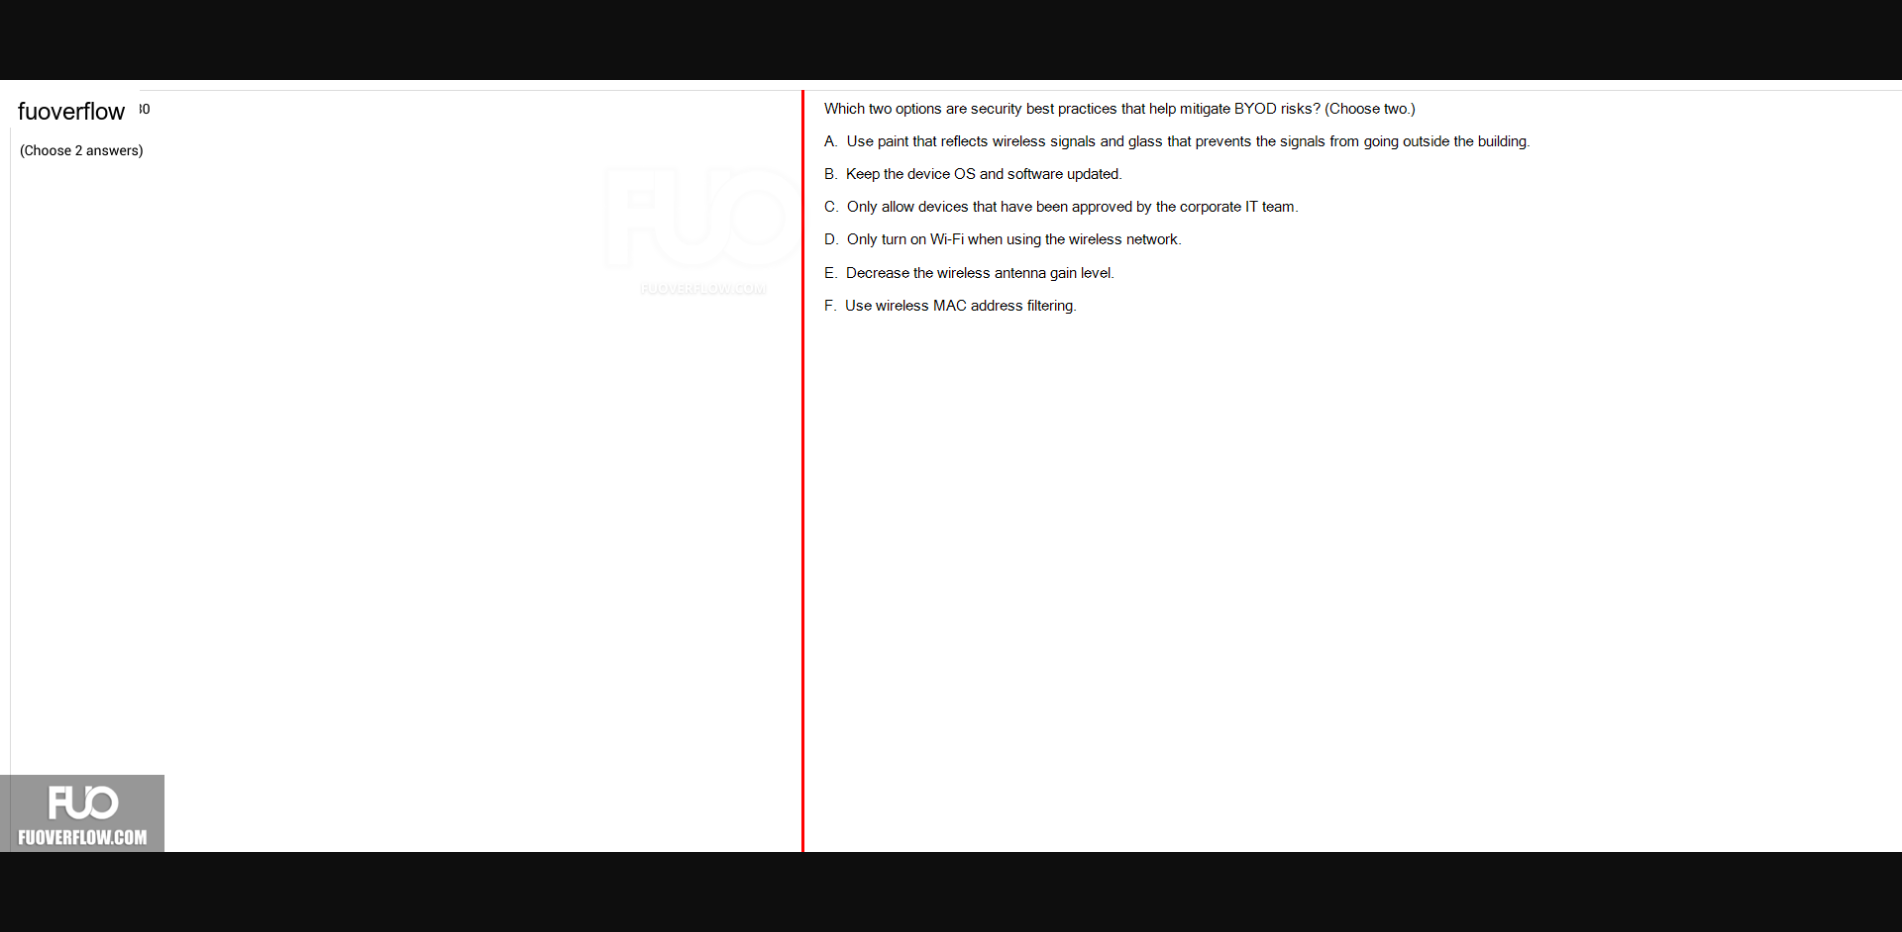 fuoverflow 30
(Choose 2 answers)
FUO
FUOVERFLOW.COM
Which two options are security best practices that help mitigate BYOD risks? (Choose two.)
A. Use paint that reflects wireless signals and glass that prevents the signals from going outside the building.
B. Keep the device OS and software updated.
C. Only allow devices that have been approved by the corporate IT team.
D. Only turn on Wi-Fi when using the wireless network.
E. Decrease the wireless antenna gain level.
F. Use wireless MAC address filtering.
FUO
FUOVERFLOW.COM